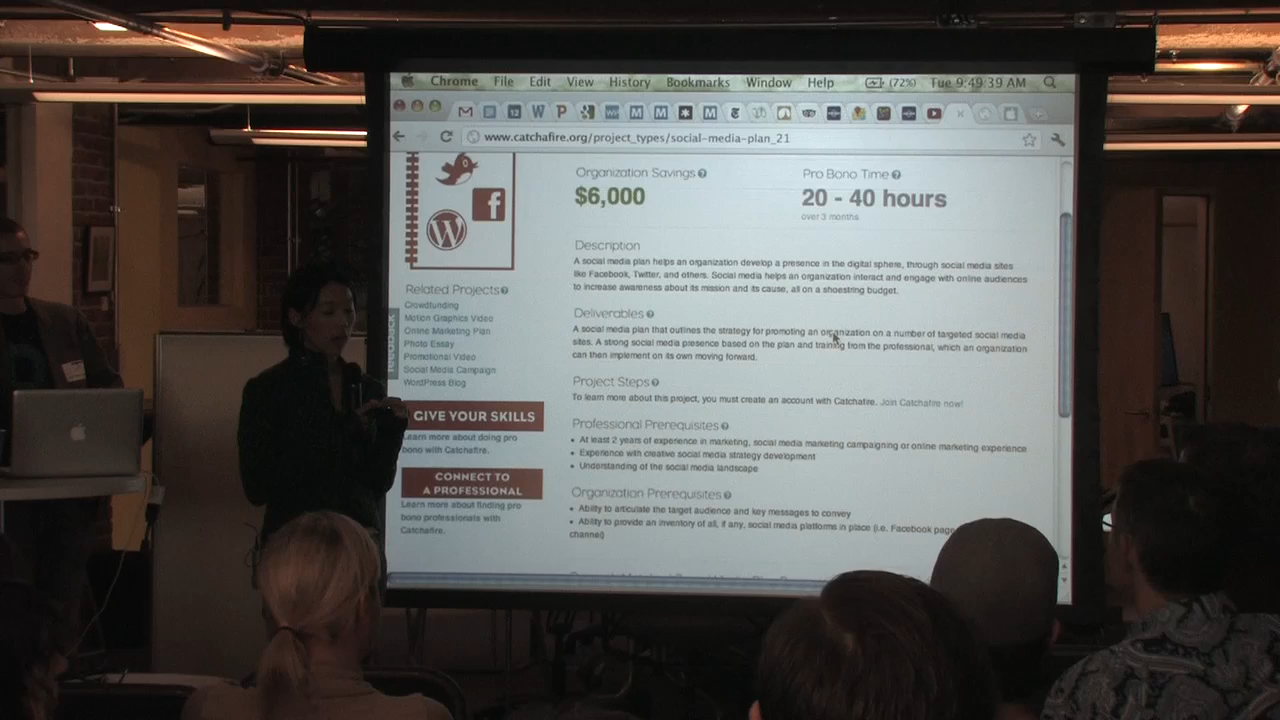 Chrome File Edit View History Bookmarks Window Help (72%) Tue 9:49:39 AM
www.catchafire.org/project_types/social-media-plan_21
Organization Savings
$6,000
Pro Bono Time
20 - 40 hours
over 3 months
Description
A social media plan helps an organization develop a presence in the digital sphere, through social media sites
like Facebook, Twitter, and others. Social media helps an organization interact and engage with online audiences
to increase awareness about its mission and its cause, all on a shoestring budget.
Deliverables
A social media plan that outlines the strategy for promoting an organization on a number of targeted social media
sites. A strong social media presence based on the plan and training from the professional, which an organization
can then implement on its own moving forward.
Project Steps
To learn more about this project, you must create an account with Catchafire. Join Catchafire now!
Professional Prerequisites
• At least 2 years of experience in marketing, social media marketing campaigning or online marketing experience
• Experience with creative social media strategy development
• Understanding of the social media landscape
Organization Prerequisites
• Ability to articulate the target audience and key messages to convey
• Ability to provide an inventory of all, if any, social media platforms in place (i.e. Facebook page
channel)
Related Projects
Crowdfunding
Motion Graphics Video
Online Marketing Plan
Photo Essay
Promotional Video
Social Media Campaign
WordPress Blog
GIVE YOUR SKILLS
Learn more about doing pro
bono with Catchafire.
CONNECT TO
A PROFESSIONAL
Learn more about finding pro
bono professionals with
Catchafire.
feedback